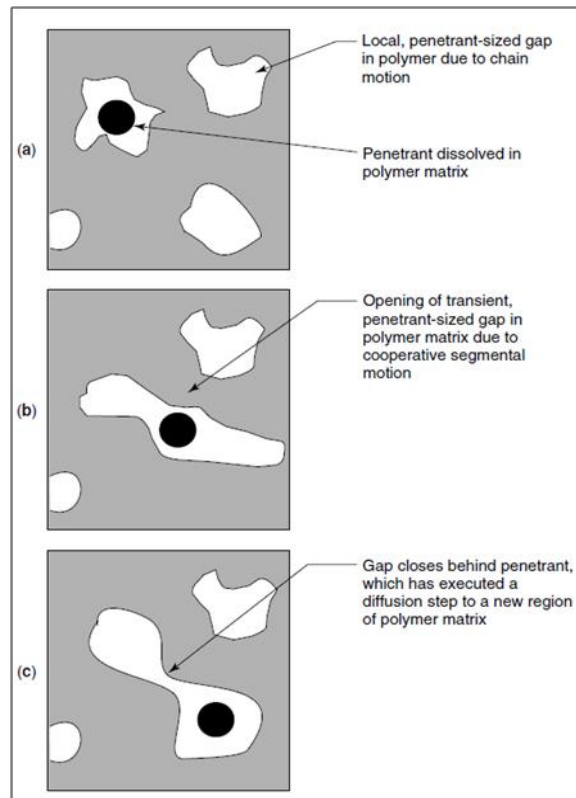 Local, penetrant-sized gap
in polymer due to chain
motion
(a)
Penetrant dissolved in
polymer matrix
Opening of transient,
penetrant-sized gap in
polymer matrix due to
cooperative segmental
motion
(b)
Gap closes behind penetrant,
which has executed a
diffusion step to a new region
of polymer matrix
(c)